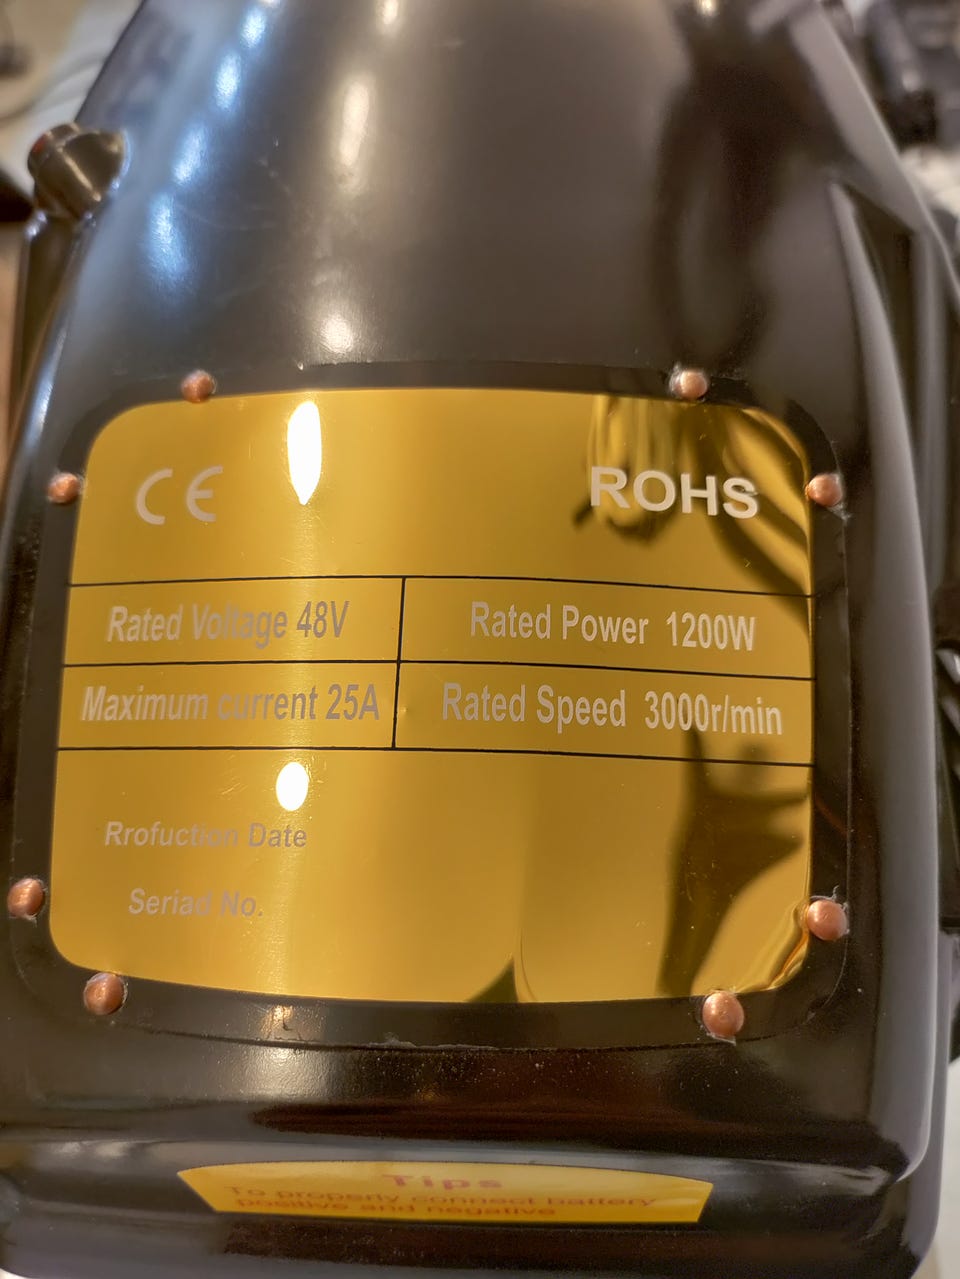 CE
ROHS
Rated Voltage 48V
Rated Power 1200W
Maximum current 25A
Rated Speed 3000r/min
Rrofuction Date
Seriad No.
Tips
To properly connect battery
positive and negative